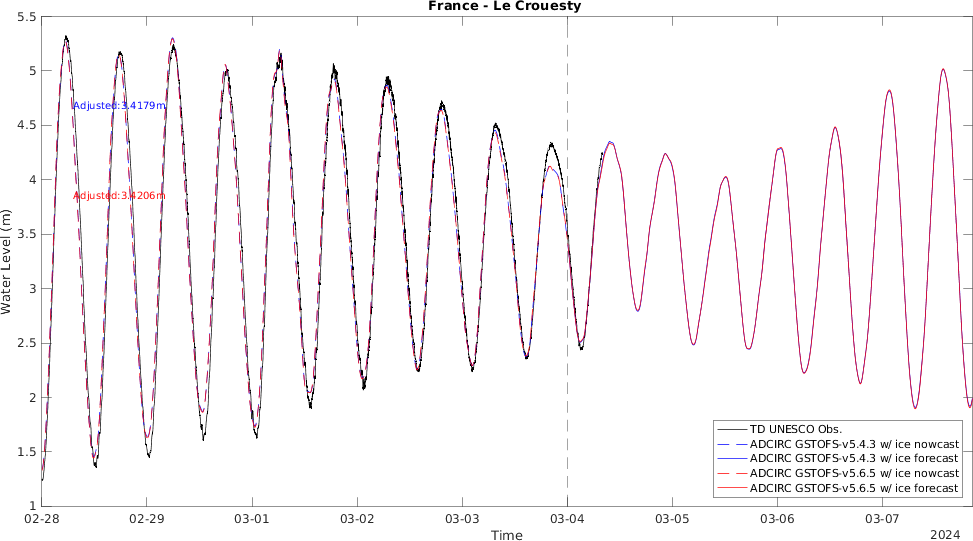 France - Le Crouesty
5.5
5
4.5
4
3.5
3
2.5
2
1.5
1
Water Level (m)
Adjusted:3.4179m
Adjusted:3.4206m
TD UNESCO Obs.
ADCIRC GSTOFS-v5.4.3 w/ ice nowcast
ADCIRC GSTOFS-v5.4.3 w/ ice forecast
ADCIRC GSTOFS-v5.6.5 w/ ice nowcast
ADCIRC GSTOFS-v5.6.5 w/ ice forecast
02-28 02-29 03-01 03-02 03-03 03-04 03-05 03-06 03-07
Time
2024